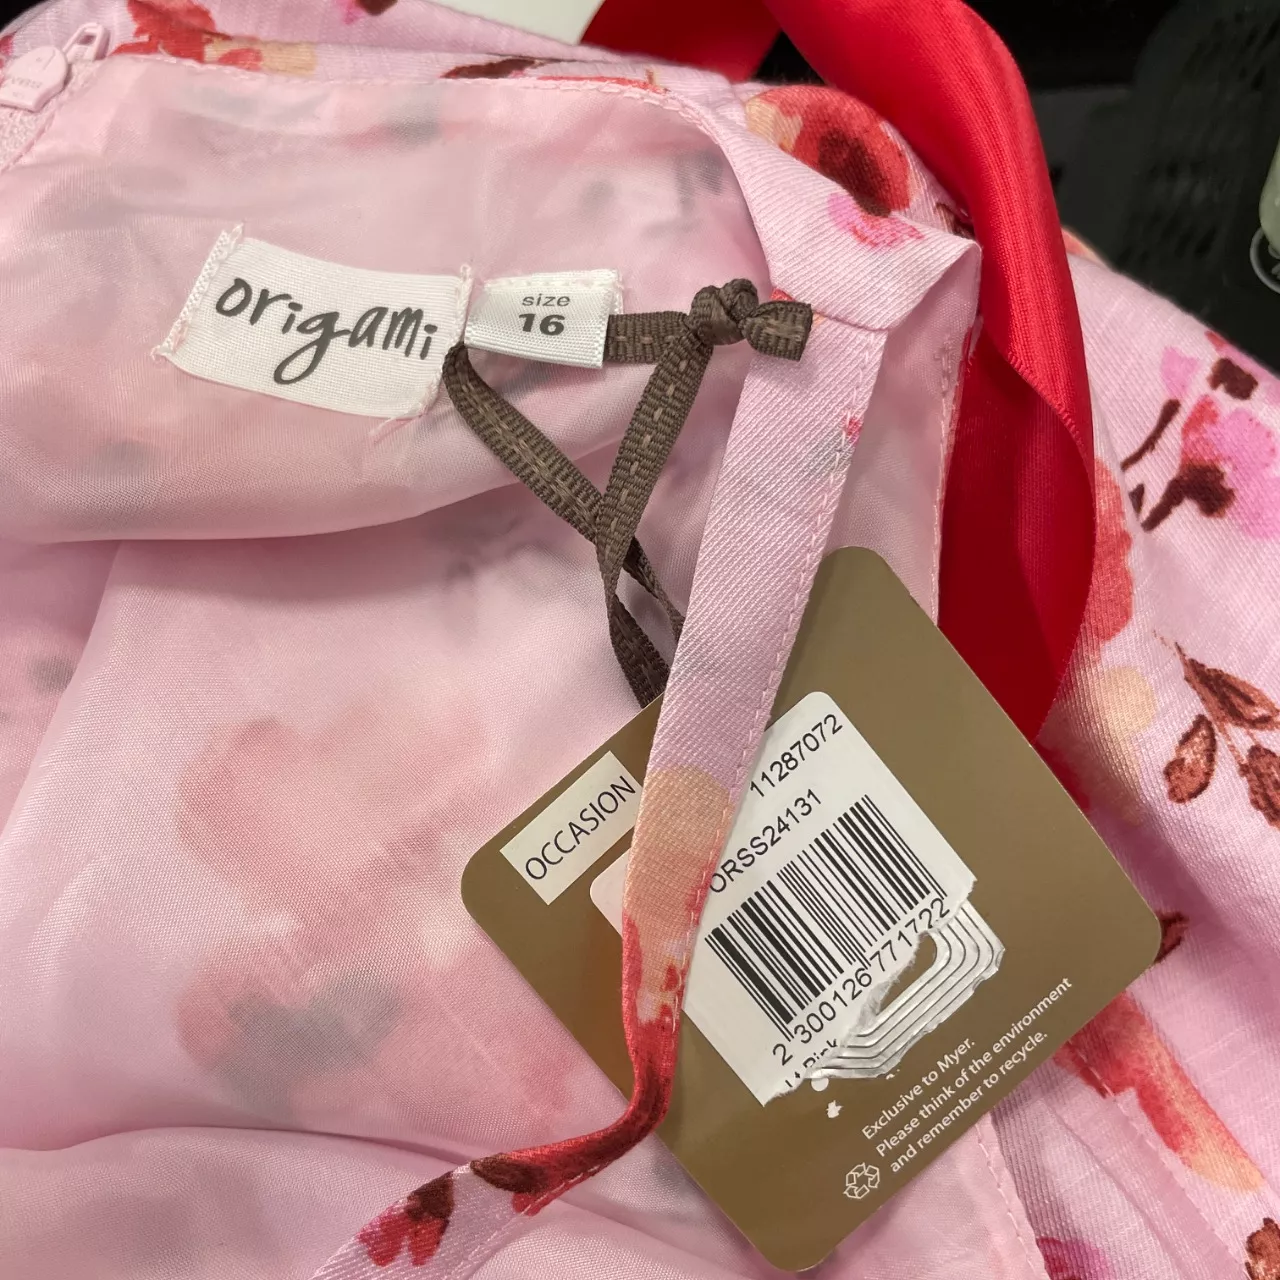 origami
size
16
OCCASION
11287072
ORSS24131
2 300126 771722
Exclusive to Myer.
Please think of the environment
and remember to recycle.